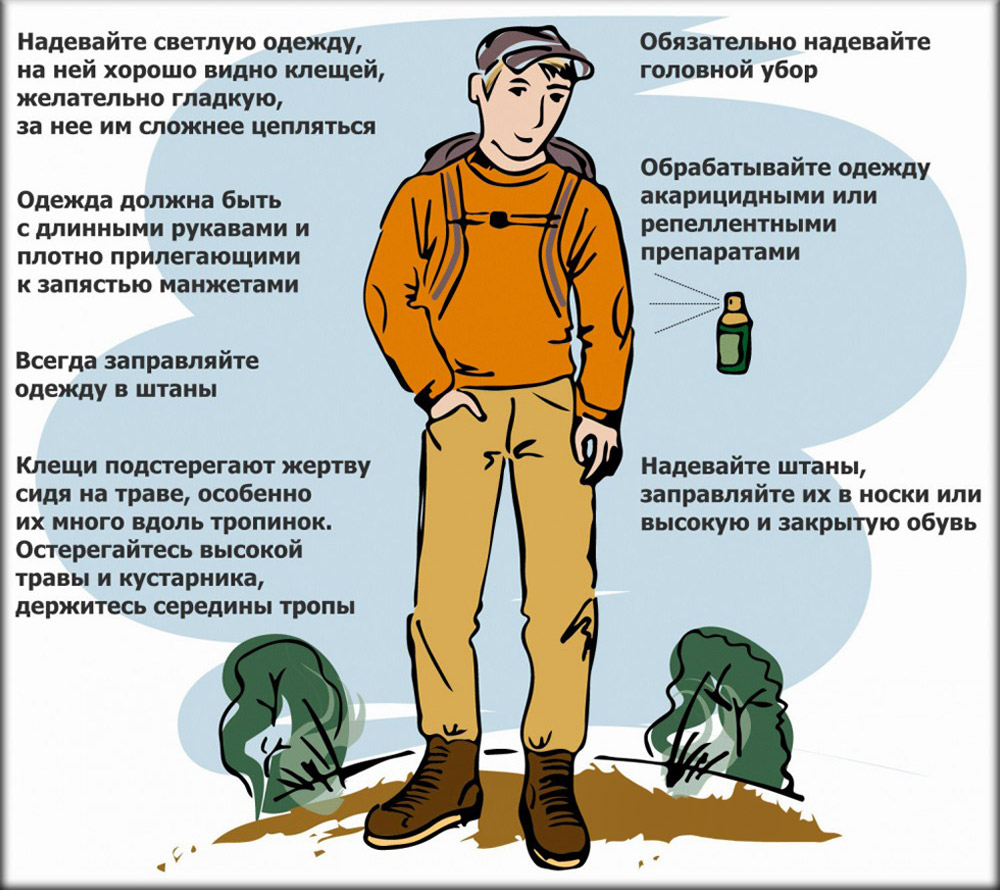 Надевайте светлую одежду,
на ней хорошо видно клещей,
желательно гладкую,
за нее им сложнее цепляться
Одежда должна быть
с длинными рукавами и
плотно прилегающими
к запястью манжетами
Всегда заправляйте
одежду в штаны
Клещи подстерегают жертву
сидя на траве, особенно
их много вдоль тропинок.
Остерегайтесь высокой
травы и кустарника,
держитесь середины тропы
Обязательно надевайте
головной убор
Обрабатывайте одежду
акарицидными или
репеллентными
препаратами
Надевайте штаны,
заправляйте их в носки или
высокую и закрытую обувь